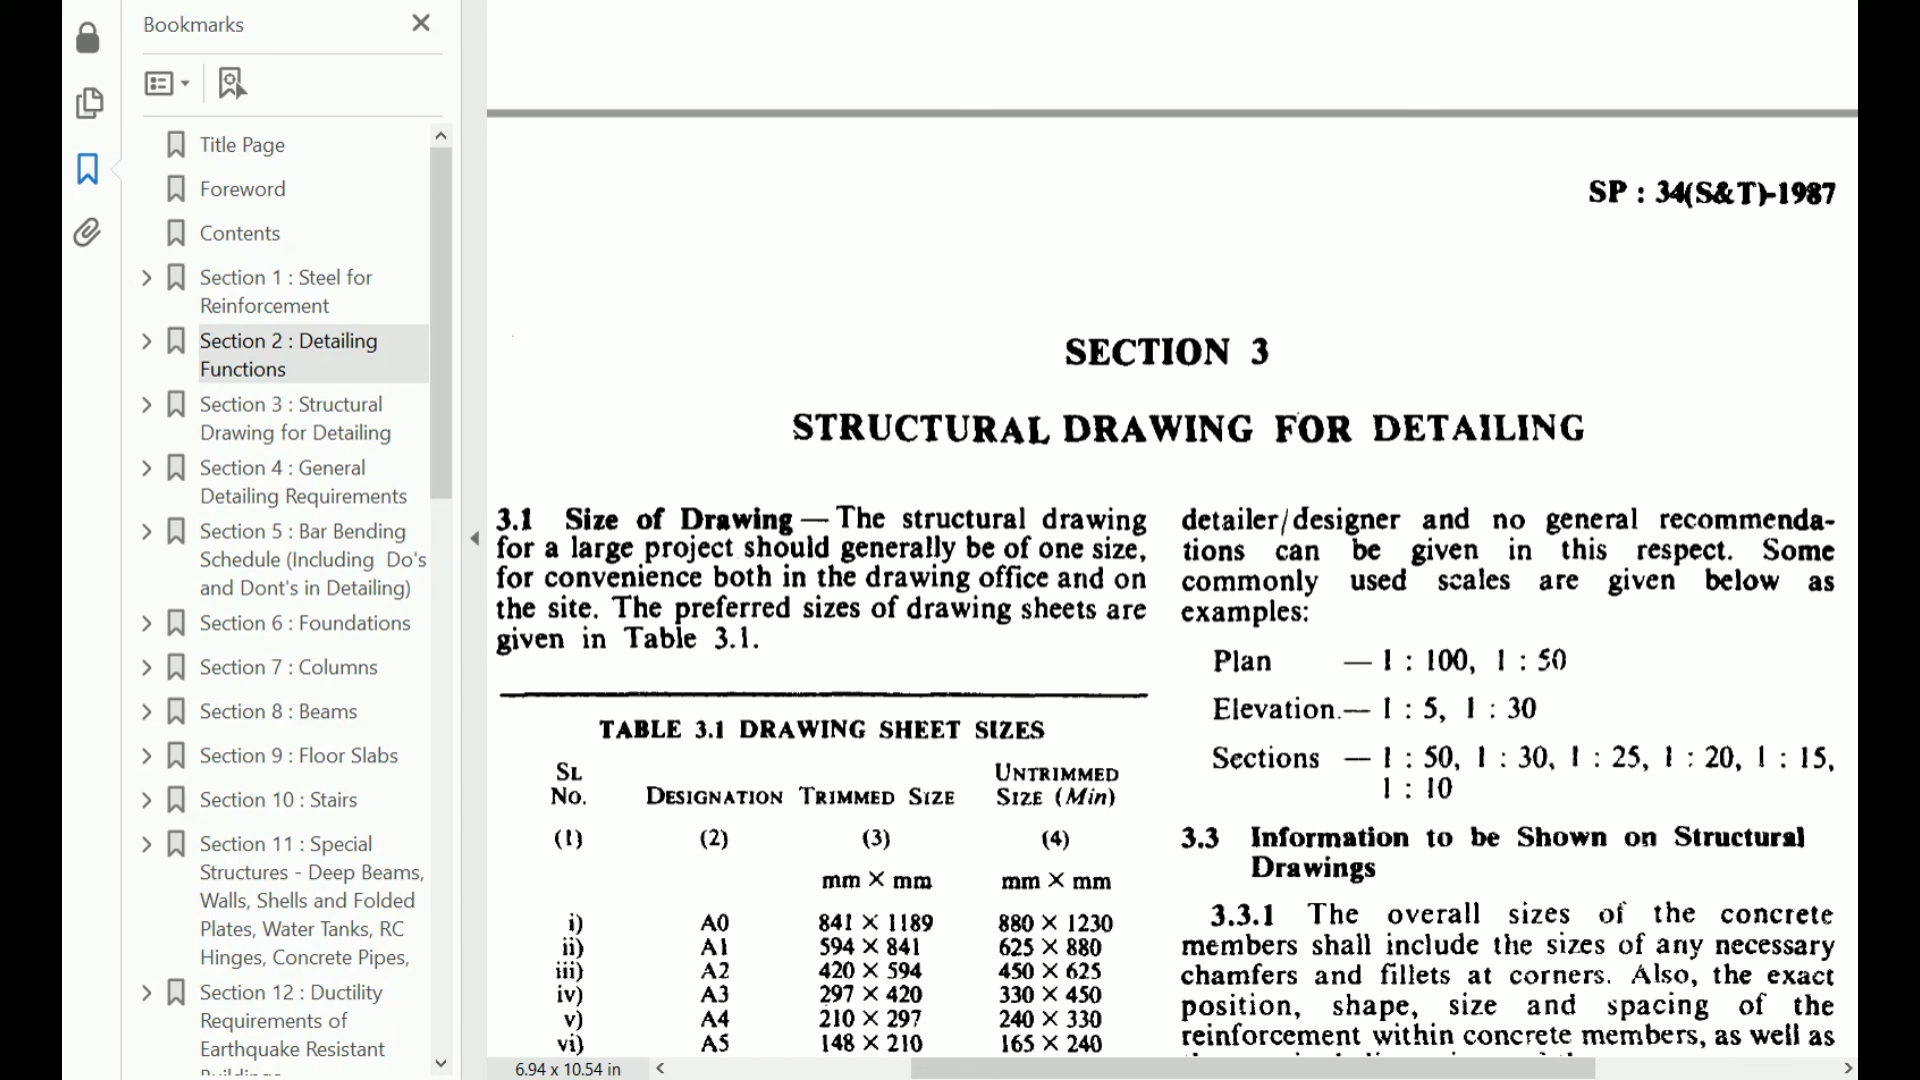 Bookmarks
Title Page
Foreword
Contents
Section 1 : Steel for
Reinforcement
Section 2 : Detailing
Functions
Section 3 : Structural
Drawing for Detailing
Section 4 : General
Detailing Requirements
Section 5 : Bar Bending
Schedule (Including Do's
and Dont's in Detailing)
Section 6 : Foundations
Section 7 : Columns
Section 8 : Beams
Section 9 : Floor Slabs
Section 10 : Stairs
Section 11 : Special
Structures - Deep Beams,
Walls, Shells and Folded
Plates, Water Tanks, RC
Hinges, Concrete Pipes,
Section 12 : Ductility
Requirements of
Earthquake Resistant
SP : 34(S&T)-1987
SECTION 3
STRUCTURAL DRAWING FOR DETAILING
3.1 Size of Drawing — The structural drawing
for a large project should generally be of one size,
for convenience both in the drawing office and on
the site. The preferred sizes of drawing sheets are
given in Table 3.1.
TABLE 3.1 DRAWING SHEET SIZES
SL No. DESIGNATION TRIMMED SIZE UNTRIMMED SIZE (Min)
(1) (2) (3) (4)
mm × mm mm × mm
i) A0 841 × 1189 880 × 1230
ii) A1 594 × 841 625 × 880
iii) A2 420 × 594 450 × 625
iv) A3 297 × 420 330 × 450
v) A4 210 × 297 240 × 330
vi) A5 148 × 210 165 × 240
detailer/designer and no general recommenda-
tions can be given in this respect. Some
commonly used scales are given below as
examples:
Plan — 1 : 100, 1 : 50
Elevation — 1 : 5, 1 : 30
Sections — 1 : 50, 1 : 30, 1 : 25, 1 : 20, 1 : 15,
1 : 10
3.3 Information to be Shown on Structural
Drawings
3.3.1 The overall sizes of the concrete
members shall include the sizes of any necessary
chamfers and fillets at corners. Also, the exact
position, shape, size and spacing of the
reinforcement within concrete members, as well as
6.94 x 10.54 in